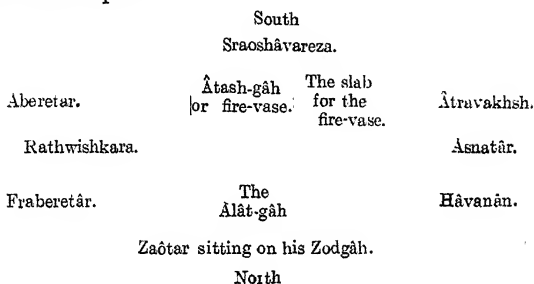 South
Sraoshâvareza.
Âtash-gâh The slab
Aberetar. or fire-vase. for the Âtravakhsh.
fire-vase.
Rathwishkara. Âsnatâr.
The
Fraberetâr. Âlât-gâh Hâvanân.
Zaôtar sitting on his Zodgâh.
North